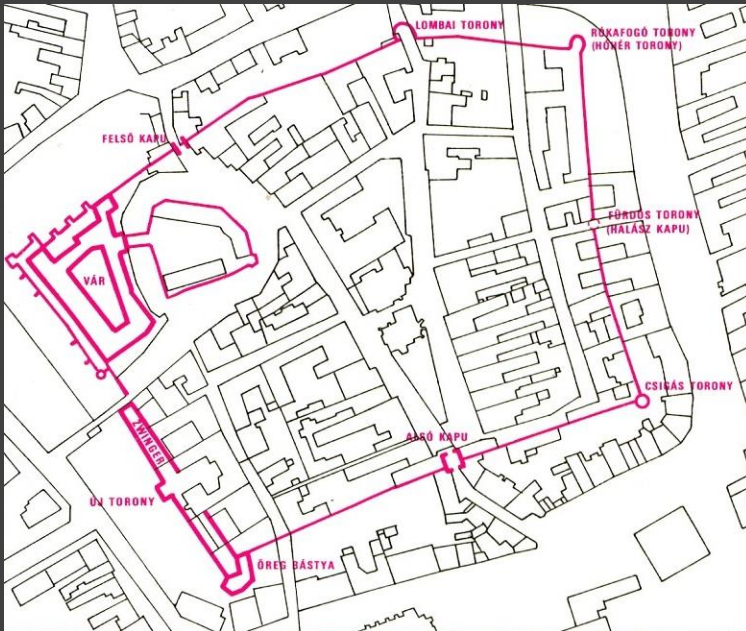 LOMBAI TORONY
RÓKAFOGÓ TORONY
(HÓHÉR TORONY)
FELSŐ KAPU
FÜRDŐS TORONY
(HALÁSZ KAPU)
VÁR
CSIGÁS TORONY
ALSÓ KAPU
ZWINGER
ÚJ TORONY
ÖREG BÁSTYA